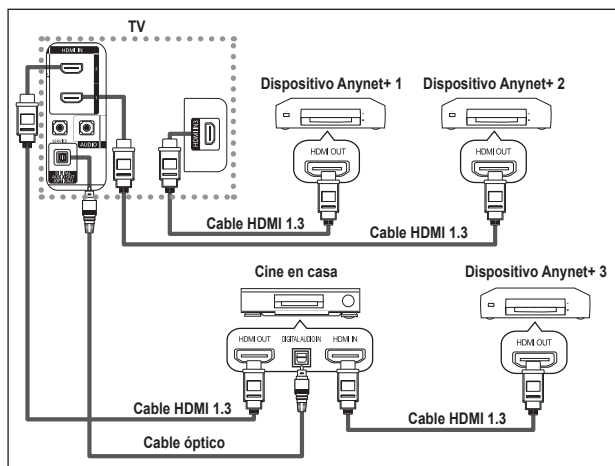 TV
HDMI IN
AUDIO
Dispositivo Anynet+ 1
Dispositivo Anynet+ 2
HDMI OUT
HDMI OUT
Cable HDMI 1.3
Cable HDMI 1.3
Cine en casa
Dispositivo Anynet+ 3
HDMI OUT
DIGITAL AUDIO IN
HDMI IN
HDMI OUT
Cable HDMI 1.3
Cable HDMI 1.3
Cable óptico